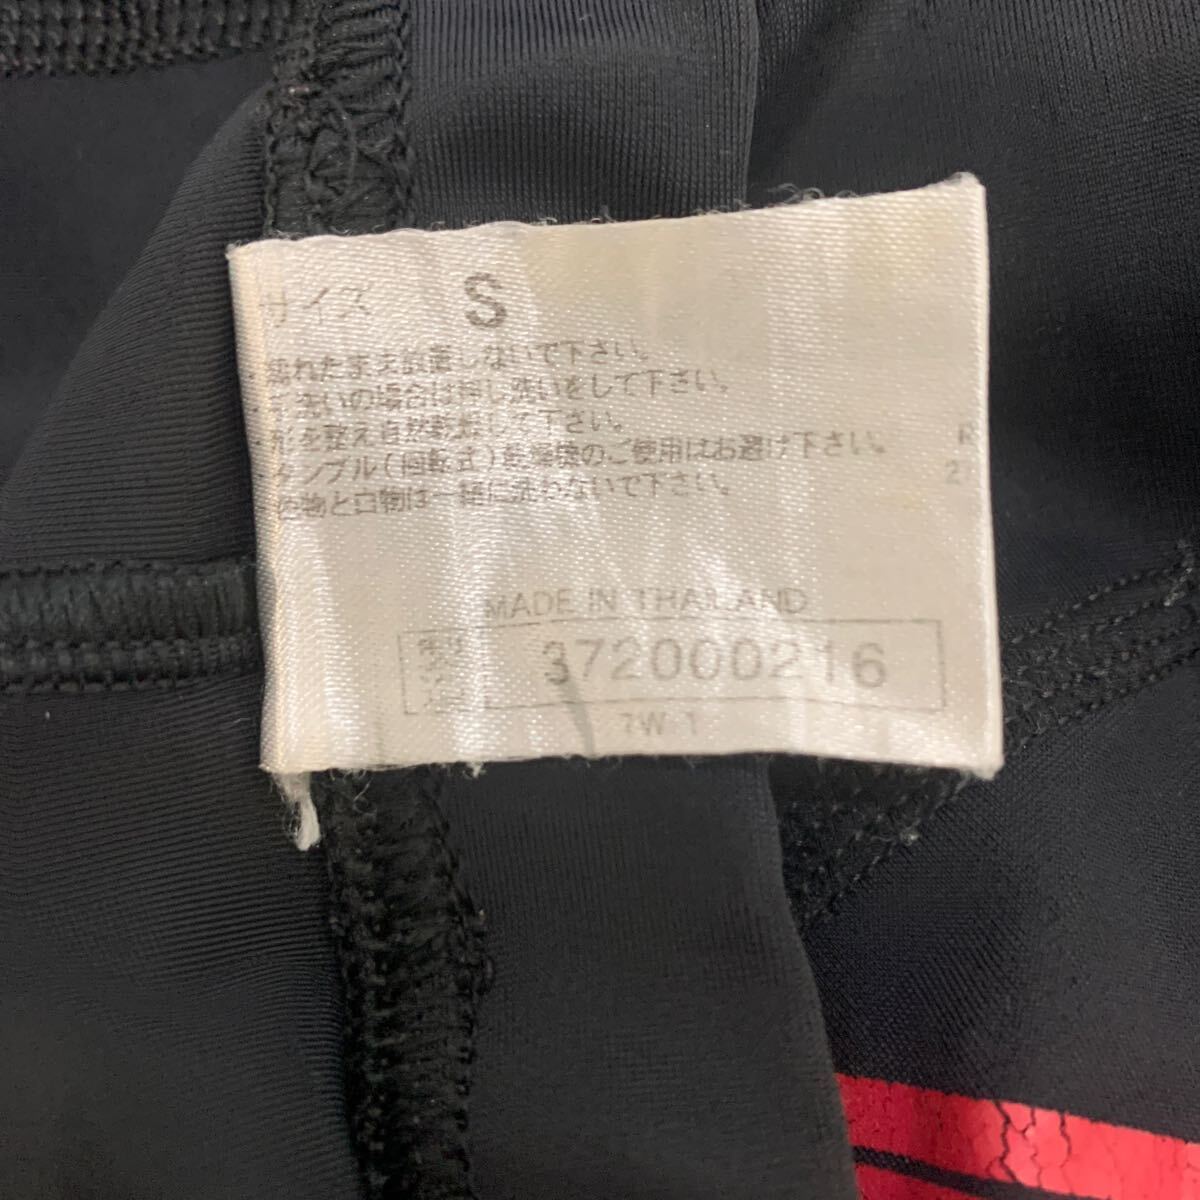 サイズ S
濡れたまま放置しないで下さい。
手洗いの場合は押し洗いをして下さい。
形を整え自然乾燥して下さい。
タンブル(回転式)乾燥機のご使用はお避け下さい。
色物と白物は一緒に洗わないで下さい。
R
27
MADE IN THAILAND
372000216
7W 1